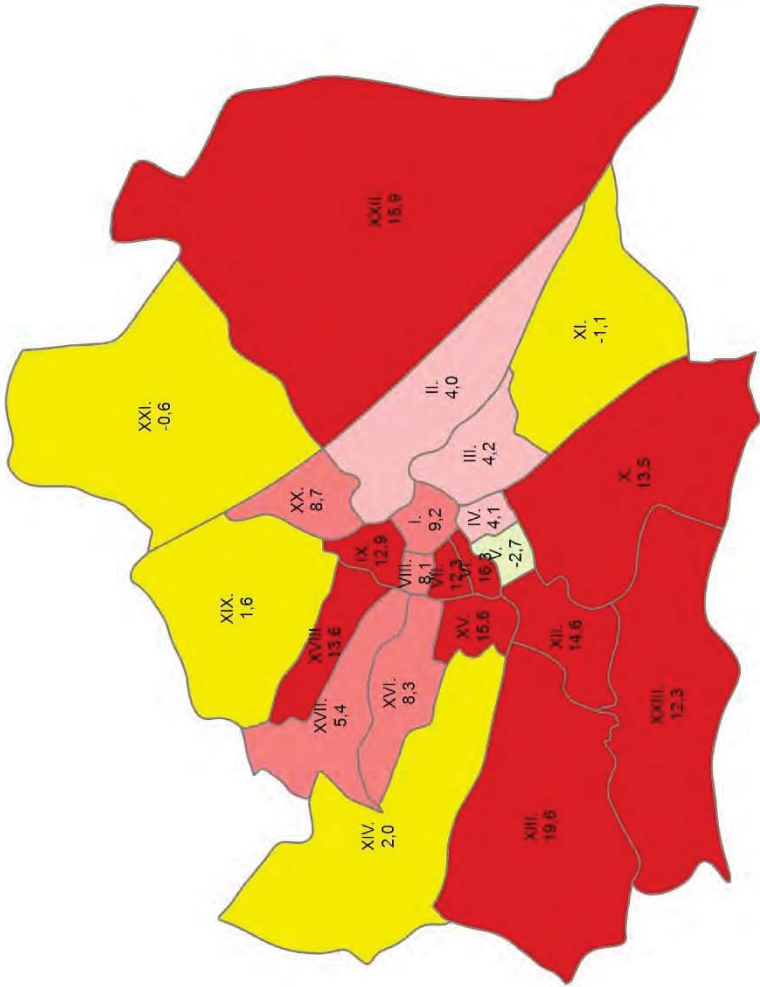 XXI.
-0,6
XXII.
15,9
XIX.
1,6
XX.
8,7
II.
4,0
XI.
-1,1
XVIII.
13,6
IX.
12,9
I.
9,2
III.
4,2
XVII.
5,4
VIII.
8,1
IV.
4,1
XVI.
8,3
VII.
12,3
VI.
16,3
V.
-2,7
X.
13,5
XIV.
2,0
XV.
15,6
XII.
14,6
XIII.
19,6
XXIII.
12,3